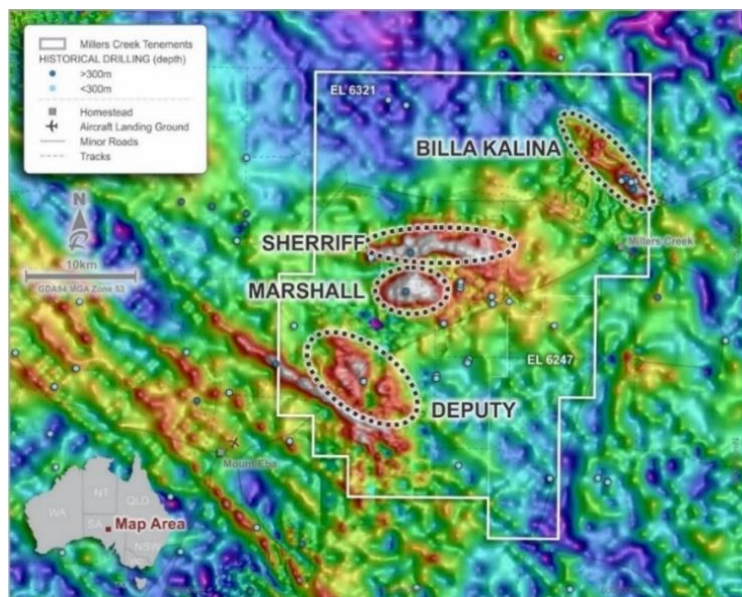 Millers Creek Tenements
HISTORICAL DRILLING (depth)
>300m
<300m
Homestead
Aircraft Landing Ground
Minor Roads
Tracks
N
10km
GDA94 MGA Zone 53
EL 6321
BILLA KALINA
SHERRIFF
Millers Creek
MARSHALL
EL 6247
DEPUTY
Mount Eba
WA
NT
QLD
SA
Map Area
NSW